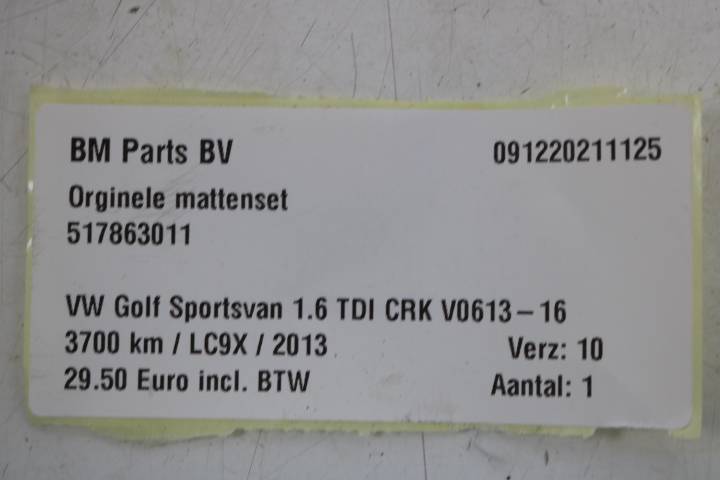 BM Parts BV 091220211125
Orginele mattenset
517863011
VW Golf Sportsvan 1.6 TDI CRK V0613-16
3700 km / LC9X / 2013 Verz: 10
29.50 Euro incl. BTW Aantal: 1